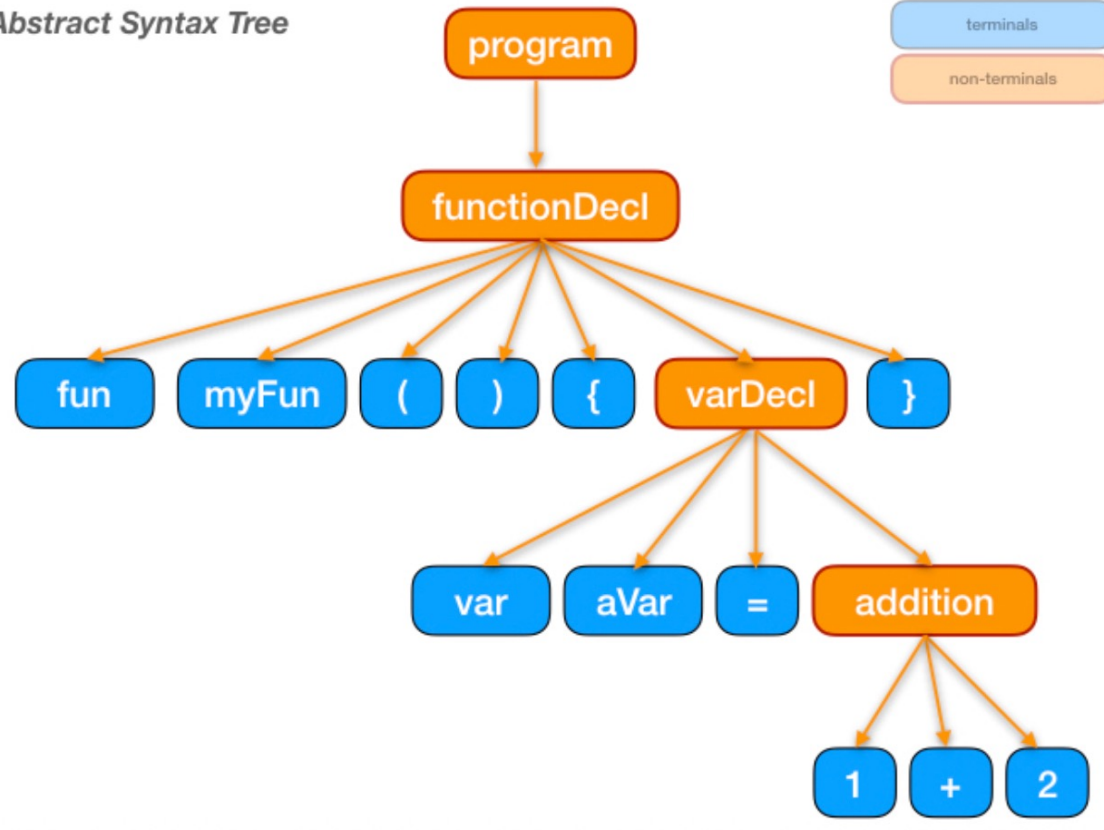 Abstract Syntax Tree
terminals
non-terminals
program
functionDecl
fun
myFun
(
)
{
varDecl
}
var
aVar
=
addition
1
+
2